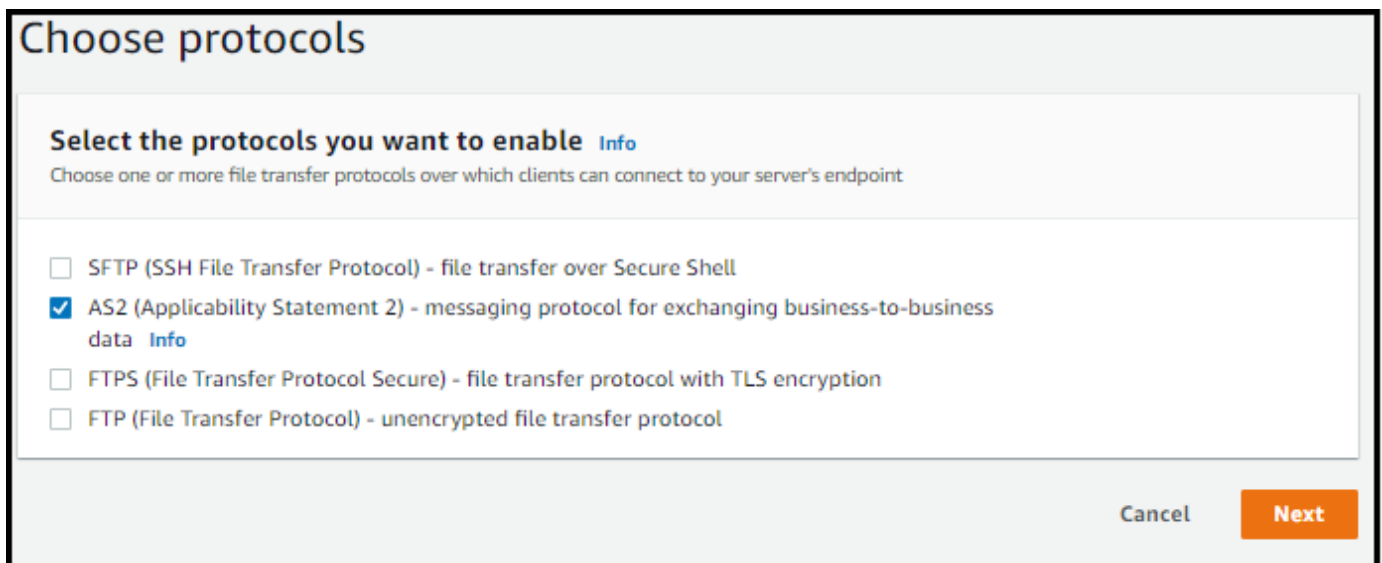 Choose protocols
Select the protocols you want to enable Info
Choose one or more file transfer protocols over which clients can connect to your server's endpoint
SFTP (SSH File Transfer Protocol) - file transfer over Secure Shell
AS2 (Applicability Statement 2) - messaging protocol for exchanging business-to-business
data Info
FTPS (File Transfer Protocol Secure) - file transfer protocol with TLS encryption
FTP (File Transfer Protocol) - unencrypted file transfer protocol
Cancel Next